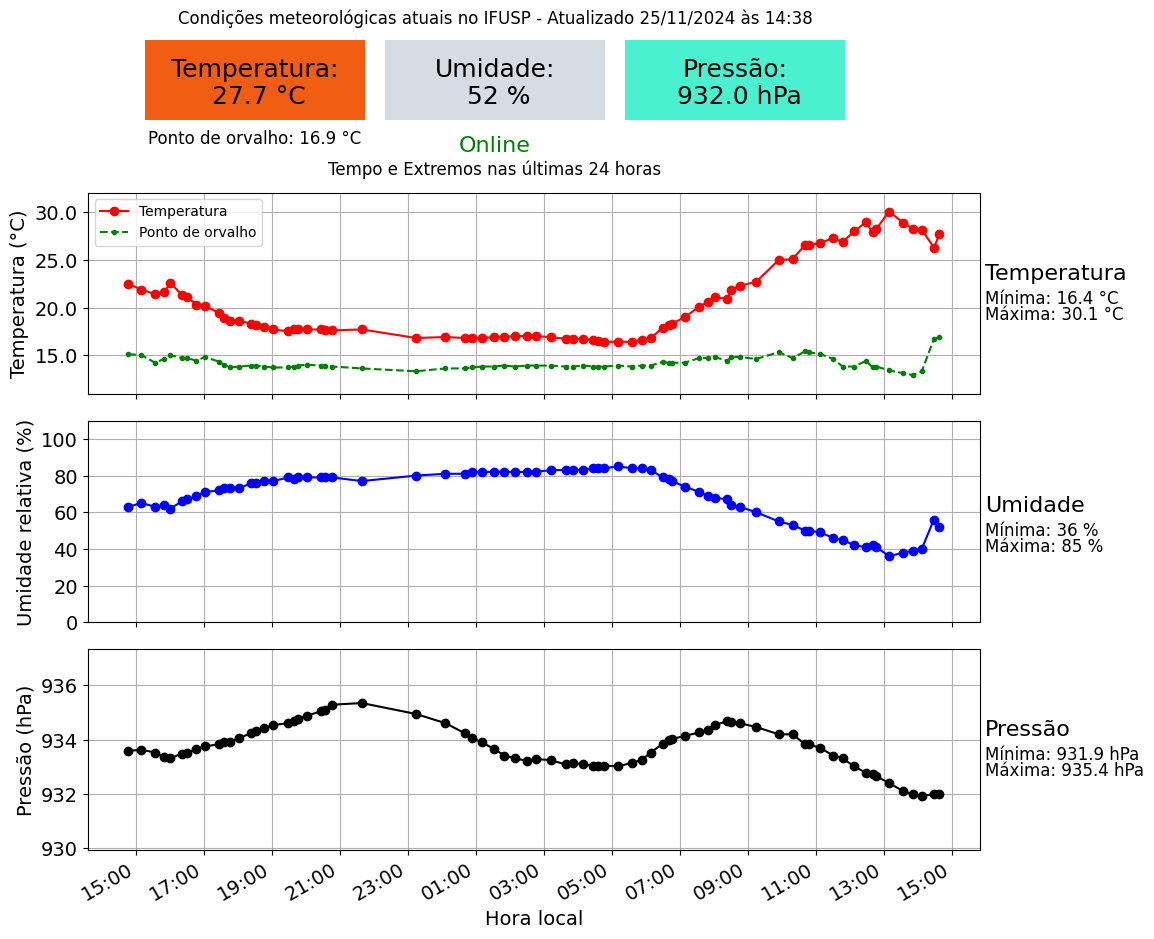 Condições meteorológicas atuais no IFUSP - Atualizado 25/11/2024 às 14:38
Temperatura:
27.7 °C
Umidade:
52 %
Pressão:
932.0 hPa
Ponto de orvalho: 16.9 °C
Online
Tempo e Extremos nas últimas 24 horas
Temperatura (°C)
30.0
25.0
20.0
15.0
Temperatura
Ponto de orvalho
Temperatura
Mínima: 16.4 °C
Máxima: 30.1 °C
Umidade relativa (%)
100
80
60
40
20
0
Umidade
Mínima: 36 %
Máxima: 85 %
Pressão (hPa)
936
934
932
930
Pressão
Mínima: 931.9 hPa
Máxima: 935.4 hPa
15:00
17:00
19:00
21:00
23:00
01:00
03:00
05:00
07:00
09:00
11:00
13:00
15:00
Hora local